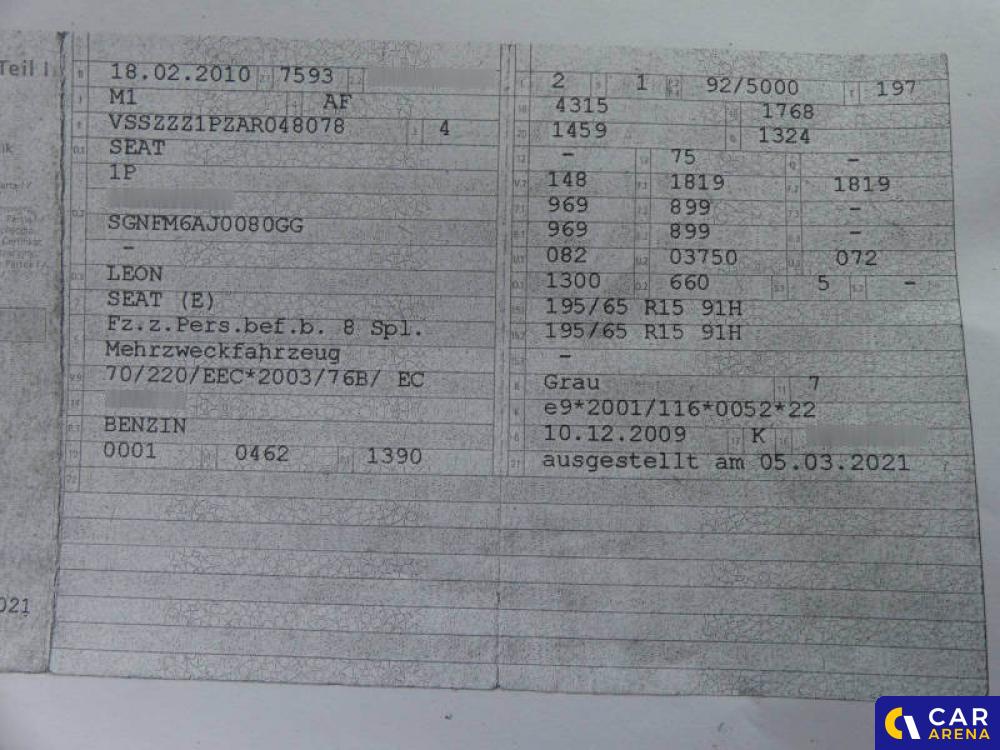 Teil I
18.02.2010 7593
M1 AF
VSSZZZ1PZAR048078 4
SEAT
1P
SGNFM6AJ0080GG
–
LEON
SEAT (E)
Fz.z.Pers.bef.b. 8 Spl.
Mehrzweckfahrzeug
70/220/EEC*2003/76B/ EC
BENZIN
0001 0462 1390
2 1 92/5000 197
4315 1768
1459 1324
– 75 –
148 1819 1819
969 899 –
969 899 –
082 03750 072
1300 660 5 –
195/65 R15 91H
195/65 R15 91H
–
Grau 7
e9*2001/116*0052*22
10.12.2009 K
ausgestellt am 05.03.2021
021
CAR
ARENA